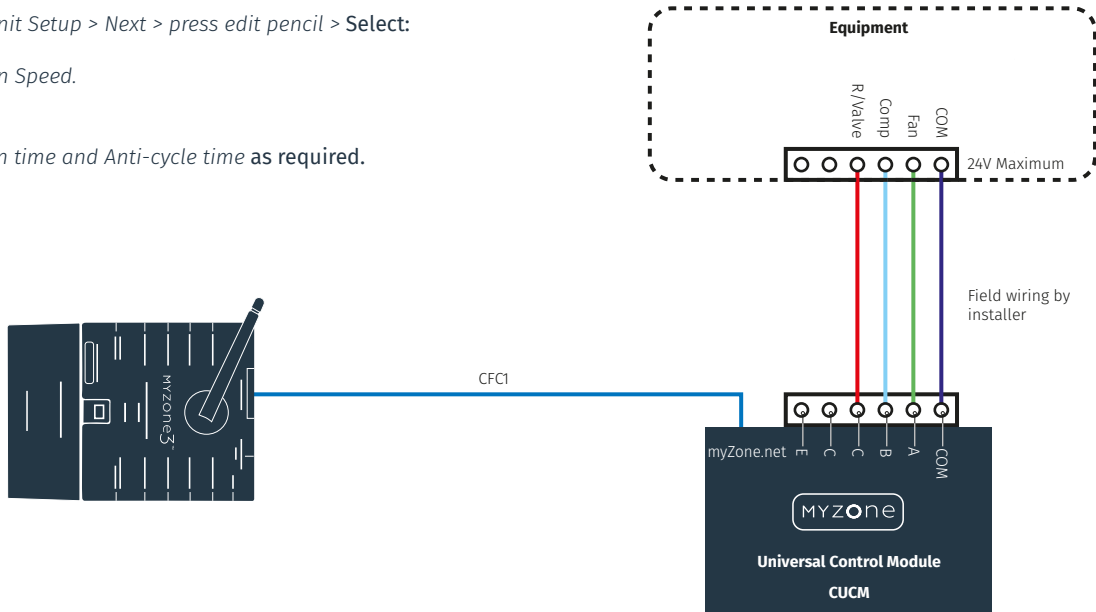 nit Setup > Next > press edit pencil > Select:
n Speed.
n time and Anti-cycle time as required.
Equipment
R/Valve
Comp
Fan
COM
24V Maximum
Field wiring by
installer
CFC1
MYZONE3
myZone.net
E
C
C
B
A
COM
MYZONE
Universal Control Module
CUCM